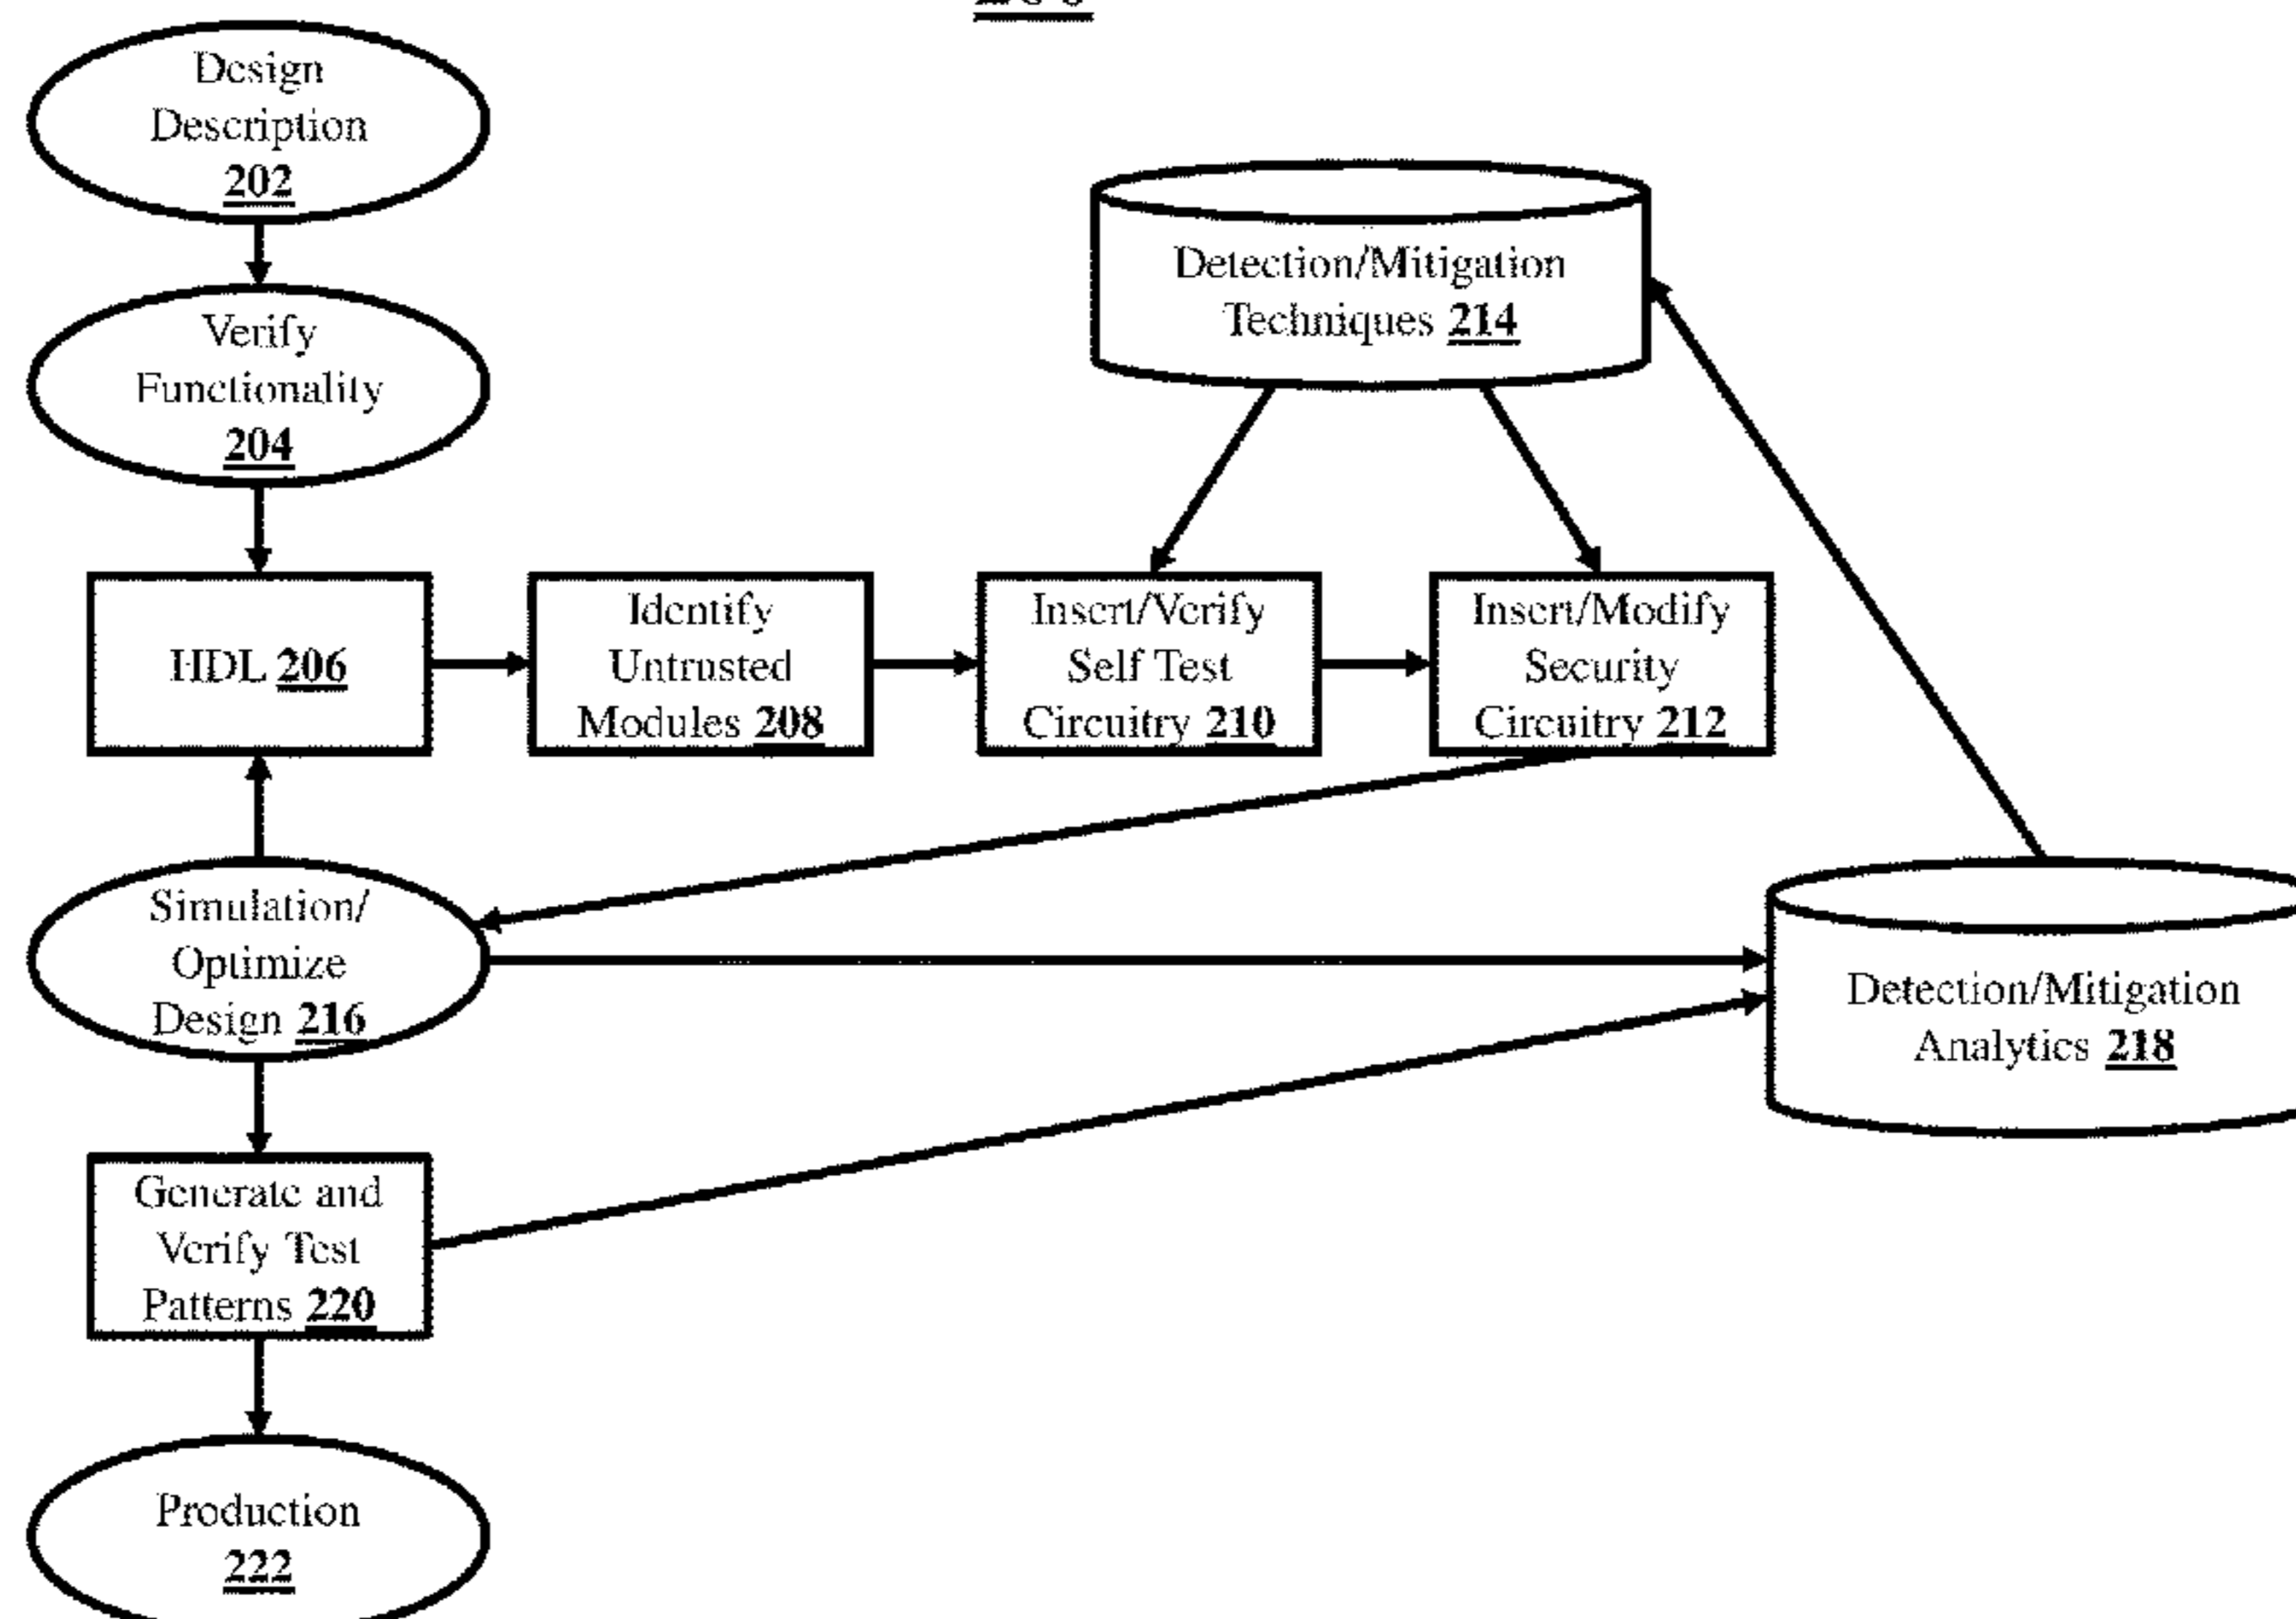 Design
Description
202
Verify
Functionality
204
Detection/Mitigation
Techniques 214
HDL 206
Identify
Untrusted
Modules 208
Insert/Verify
Self Test
Circuitry 210
Insert/Modify
Security
Circuitry 212
Simulation/
Optimize
Design 216
Detection/Mitigation
Analytics 218
Generate and
Verify Test
Patterns 220
Production
222